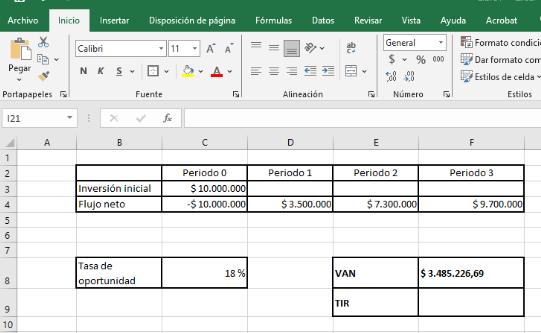 Archivo Inicio Insertar Disposición de página Fórmulas Datos Revisar Vista Ayuda Acrobat
Pegar
Calibri 11 A A
N K S A
ab
General
$ % 000
Formato condici
Dar formato com
Estilos de celda
Portapapeles Fuente Alineación Número Estilos
I21 fx
A B C D E F
1
2 Periodo 0 Periodo 1 Periodo 2 Periodo 3
3 Inversión inicial $ 10.000.000
4 Flujo neto -$ 10.000.000 $ 3.500.000 $ 7.300.000 $ 9.700.000
5
6
7
Tasa de
8 oportunidad 18 % VAN $ 3.485.226,69
9 TIR
10